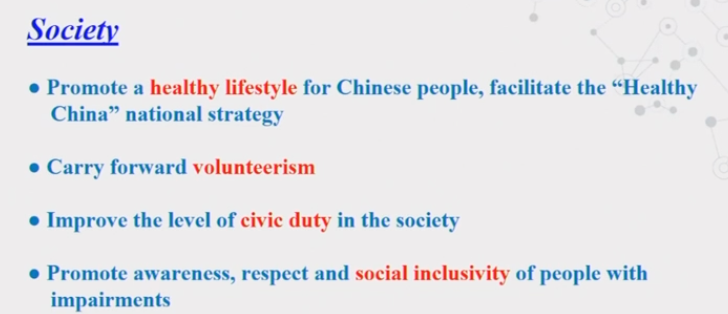 Society
● Promote a healthy lifestyle for Chinese people, facilitate the “Healthy
China” national strategy
● Carry forward volunteerism
● Improve the level of civic duty in the society
● Promote awareness, respect and social inclusivity of people with
impairments